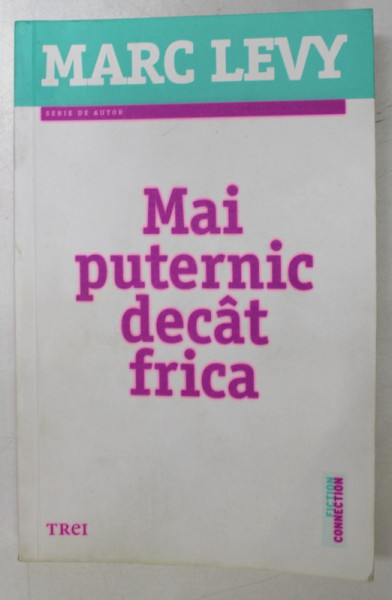 MARC LEVY
SERIE DE AUTOR
Mai
puternic
decât
frica
TREI
FICTION
CONNECTION